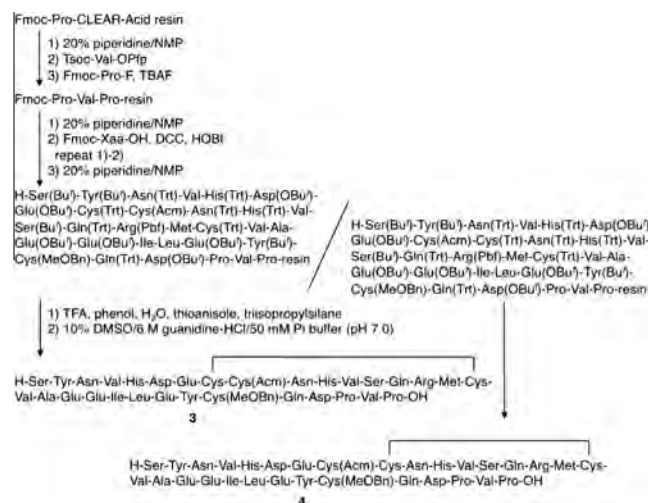 Fmoc-Pro-CLEAR-Acid resin
1) 20% piperidine/NMP
2) Tsoc-Val-OPfp
3) Fmoc-Pro-F, TBAF
Fmoc-Pro-Val-Pro-resin
1) 20% piperidine/NMP
2) Fmoc-Xaa-OH, DCC, HOBt
repeat 1)-2)
3) 20% piperidine/NMP
H-Ser(Buᵗ)-Tyr(Buᵗ)-Asn(Trt)-Val-His(Trt)-Asp(OBuᵗ)-
Glu(OBuᵗ)-Cys(Trt)-Cys(Acm)-Asn(Trt)-His(Trt)-Val-
Ser(Buᵗ)-Gln(Trt)-Arg(Pbf)-Met-Cys(Trt)-Val-Ala-
Glu(OBuᵗ)-Glu(OBuᵗ)-Ile-Leu-Glu(OBuᵗ)-Tyr(Buᵗ)-
Cys(MeOBn)-Gln(Trt)-Asp(OBuᵗ)-Pro-Val-Pro-resin
H-Ser(Buᵗ)-Tyr(Buᵗ)-Asn(Trt)-Val-His(Trt)-Asp(OBuᵗ)-
Glu(OBuᵗ)-Cys(Acm)-Cys(Trt)-Asn(Trt)-His(Trt)-Val-
Ser(Buᵗ)-Gln(Trt)-Arg(Pbf)-Met-Cys(Trt)-Val-Ala-
Glu(OBuᵗ)-Glu(OBuᵗ)-Ile-Leu-Glu(OBuᵗ)-Tyr(Buᵗ)-
Cys(MeOBn)-Gln(Trt)-Asp(OBuᵗ)-Pro-Val-Pro-resin
1) TFA, phenol, H₂O, thioanisole, triisopropylsilane
2) 10% DMSO/6 M guanidine-HCl/50 mM Pi buffer (pH 7.0)
H-Ser-Tyr-Asn-Val-His-Asp-Glu-Cys-Cys(Acm)-Asn-His-Val-Ser-Gln-Arg-Met-Cys-
Val-Ala-Glu-Glu-Ile-Leu-Glu-Tyr-Cys(MeOBn)-Gln-Asp-Pro-Val-Pro-OH
3
H-Ser-Tyr-Asn-Val-His-Asp-Glu-Cys(Acm)-Cys-Asn-His-Val-Ser-Gln-Arg-Met-Cys-
Val-Ala-Glu-Glu-Ile-Leu-Glu-Tyr-Cys(MeOBn)-Gln-Asp-Pro-Val-Pro-OH
4